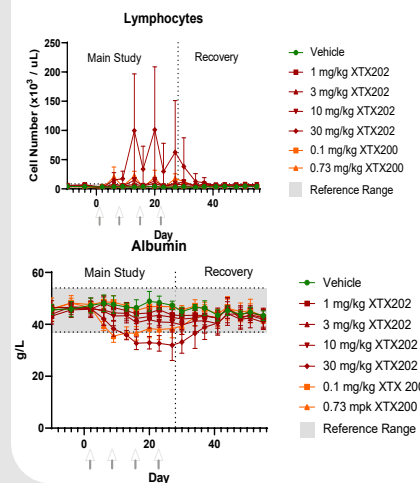 Lymphocytes
Main Study
Recovery
Cell Number (x10³ / uL)
250
200
150
100
50
0
0
20
40
Day
Vehicle
1 mg/kg XTX202
3 mg/kg XTX202
10 mg/kg XTX202
30 mg/kg XTX202
0.1 mg/kg XTX200
0.73 mg/kg XTX200
Reference Range
Albumin
Main Study
Recovery
g/L
60
40
20
0
0
20
40
Day
Vehicle
1 mg/kg XTX202
3 mg/kg XTX202
10 mg/kg XTX202
30 mg/kg XTX202
0.1 mg/kg XTX 200
0.73 mpk XTX200
Reference Range